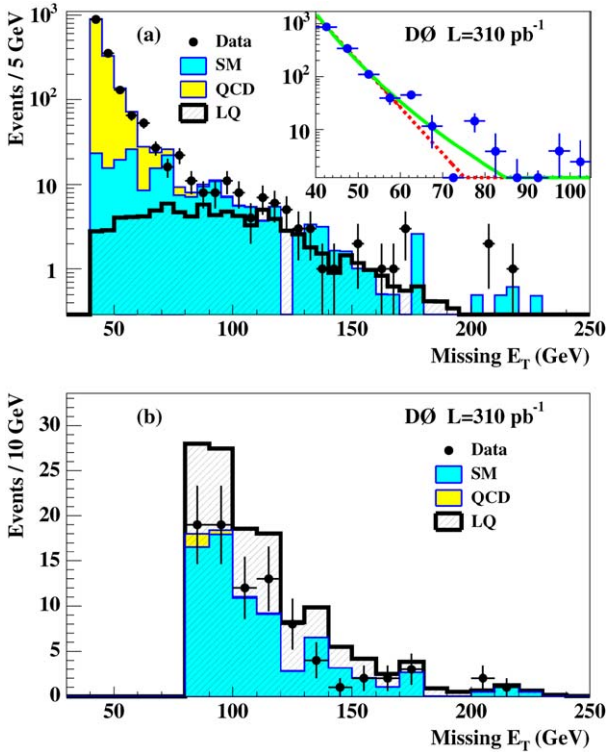 Events / 5 GeV
10³
10²
10
1
(a)
Data
SM
QCD
LQ
DØ L=310 pb⁻¹
10³
10²
10
1
40 50 60 70 80 90 100
50 100 150 200 250
Missing E_T (GeV)
Events / 10 GeV
30
25
20
15
10
5
0
(b)
DØ L=310 pb⁻¹
Data
SM
QCD
LQ
50 100 150 200 250
Missing E_T (GeV)